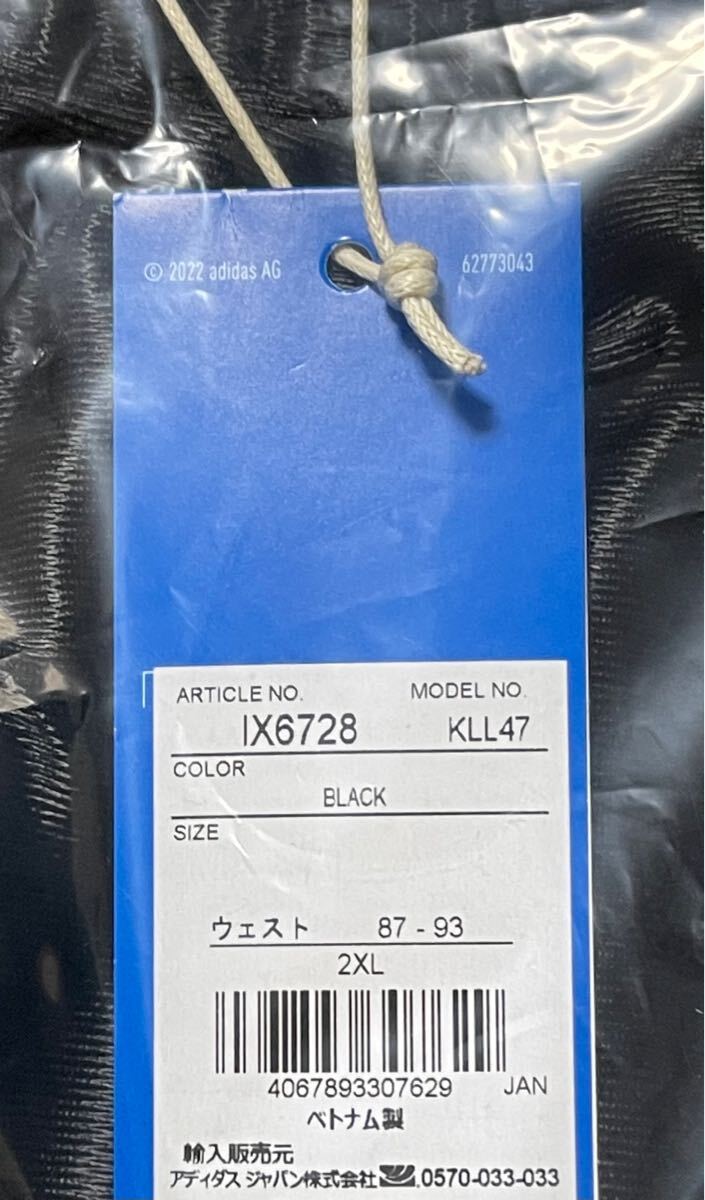 © 2022 adidas AG 62773043
ARTICLE NO. MODEL NO.
IX6728 KLL47
COLOR
BLACK
SIZE
ウェスト 87 - 93
2XL
4067893307629 JAN
ベトナム製
輸入販売元
アディダス ジャパン株式会社 0570-033-033